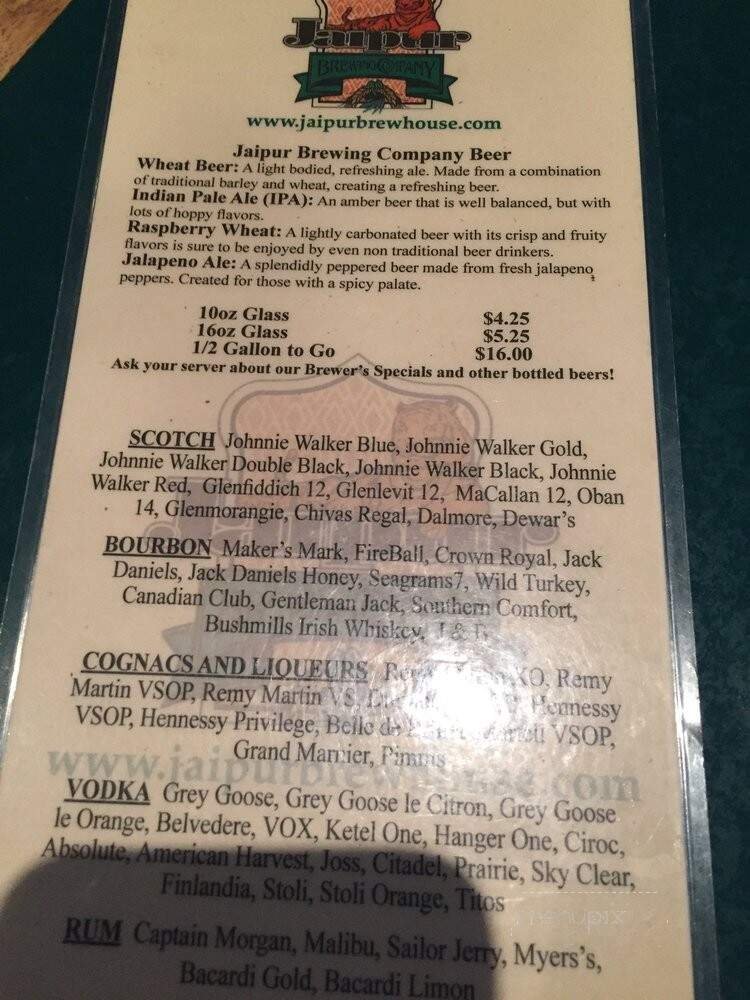 Jaipur
BREWING COMPANY
www.jaipurbrewhouse.com
Jaipur Brewing Company Beer
Wheat Beer: A light bodied, refreshing ale. Made from a combination
of traditional barley and wheat, creating a refreshing beer.
Indian Pale Ale (IPA): An amber beer that is well balanced, but with
lots of hoppy flavors.
Raspberry Wheat: A lightly carbonated beer with its crisp and fruity
flavors is sure to be enjoyed by even non traditional beer drinkers.
Jalapeno Ale: A splendidly peppered beer made from fresh jalapeno
peppers. Created for those with a spicy palate.
10oz Glass $4.25
16oz Glass $5.25
1/2 Gallon to Go $16.00
Ask your server about our Brewer's Specials and other bottled beers!
SCOTCH Johnnie Walker Blue, Johnnie Walker Gold,
Johnnie Walker Double Black, Johnnie Walker Black, Johnnie
Walker Red, Glenfiddich 12, Glenlevit 12, MaCallan 12, Oban
14, Glenmorangie, Chivas Regal, Dalmore, Dewar's
BOURBON Maker's Mark, FireBall, Crown Royal, Jack
Daniels, Jack Daniels Honey, Seagrams7, Wild Turkey,
Canadian Club, Gentleman Jack, Southern Comfort,
Bushmills Irish Whiskey, J &
COGNACS AND LIQUEURS XO, Remy
Martin VSOP, Remy Martin VS, Hennessy
VSOP, Hennessy Privilege, Belle de VSOP,
Grand Marnier, Pimms
www.jaipurbrewhouse.com
VODKA Grey Goose, Grey Goose le Citron, Grey Goose
le Orange, Belvedere, VOX, Ketel One, Hanger One, Ciroc,
Absolute, American Harvest, Joss, Citadel, Prairie, Sky Clear,
Finlandia, Stoli, Stoli Orange, Titos
menupix
RUM Captain Morgan, Malibu, Sailor Jerry, Myers's,
Bacardi Gold, Bacardi Limon